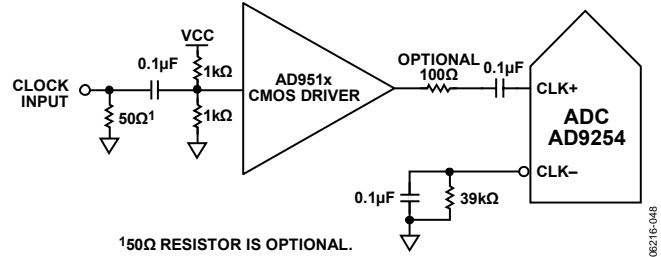 VCC
0.1µF
1kΩ
CLOCK
INPUT
50Ω1
1kΩ
AD951x
CMOS DRIVER
OPTIONAL
100Ω
0.1µF
CLK+
ADC
AD9254
CLK–
0.1µF
39kΩ
150Ω RESISTOR IS OPTIONAL.
06216-048